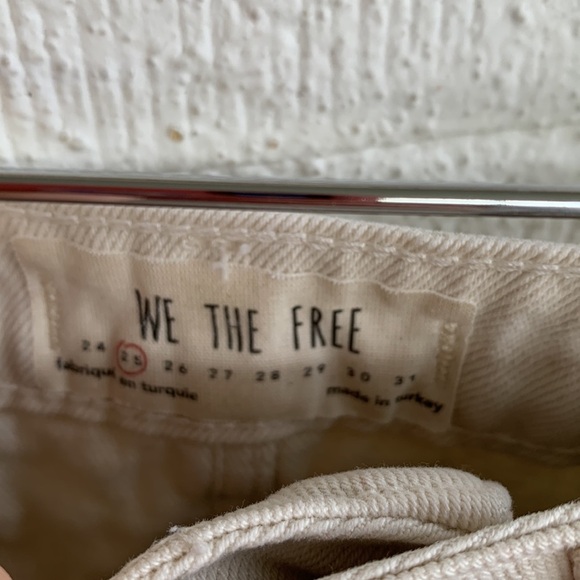 WE THE FREE
24 25 26 27 28 29 30 31
fabriqué en turquie made in turkey